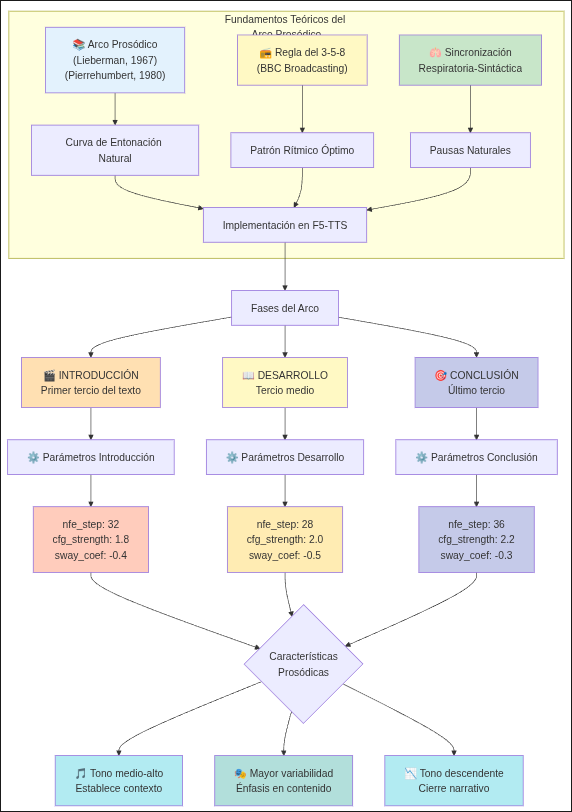 Fundamentos Teóricos del
Arco Prosódico
📚 Arco Prosódico
(Lieberman, 1967)
(Pierrehumbert, 1980)
📻 Regla del 3-5-8
(BBC Broadcasting)
🫁 Sincronización
Respiratoria-Sintáctica
Curva de Entonación
Natural
Patrón Rítmico Óptimo
Pausas Naturales
Implementación en F5-TTS
Fases del Arco
🎬 INTRODUCCIÓN
Primer tercio del texto
📖 DESARROLLO
Tercio medio
🎯 CONCLUSIÓN
Último tercio
⚙️ Parámetros Introducción
⚙️ Parámetros Desarrollo
⚙️ Parámetros Conclusión
nfe_step: 32
cfg_strength: 1.8
sway_coef: -0.4
nfe_step: 28
cfg_strength: 2.0
sway_coef: -0.5
nfe_step: 36
cfg_strength: 2.2
sway_coef: -0.3
Características
Prosódicas
🎵 Tono medio-alto
Establece contexto
🎭 Mayor variabilidad
Énfasis en contenido
📉 Tono descendente
Cierre narrativo